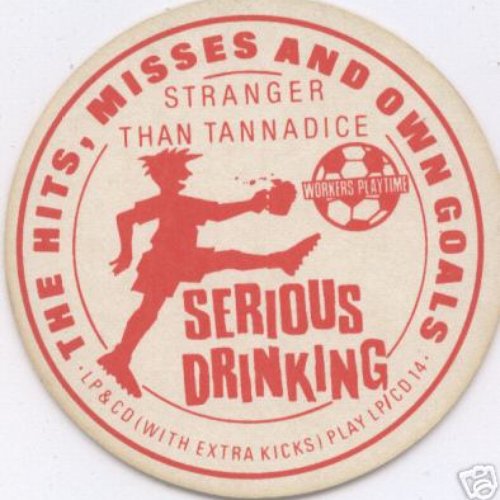 THE HITS, MISSES AND OWN GOALS
STRANGER
THAN TANNADICE
WORKERS PLAYTIME
SERIOUS
DRINKING
· LP & CD (WITH EXTRA KICKS) PLAY LP/CD 14 ·